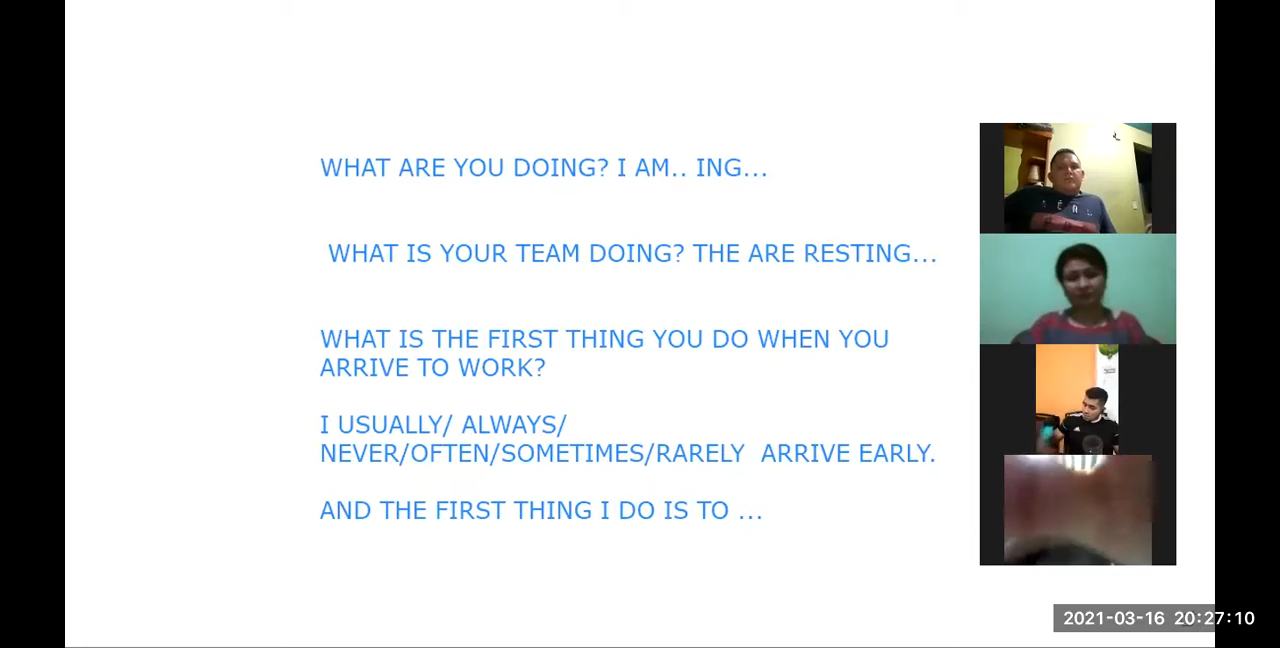 WHAT ARE YOU DOING? I AM.. ING...
WHAT IS YOUR TEAM DOING? THE ARE RESTING...
WHAT IS THE FIRST THING YOU DO WHEN YOU
ARRIVE TO WORK?
I USUALLY/ ALWAYS/
NEVER/OFTEN/SOMETIMES/RARELY  ARRIVE EARLY.
AND THE FIRST THING I DO IS TO ...
2021-03-16 20:27:10